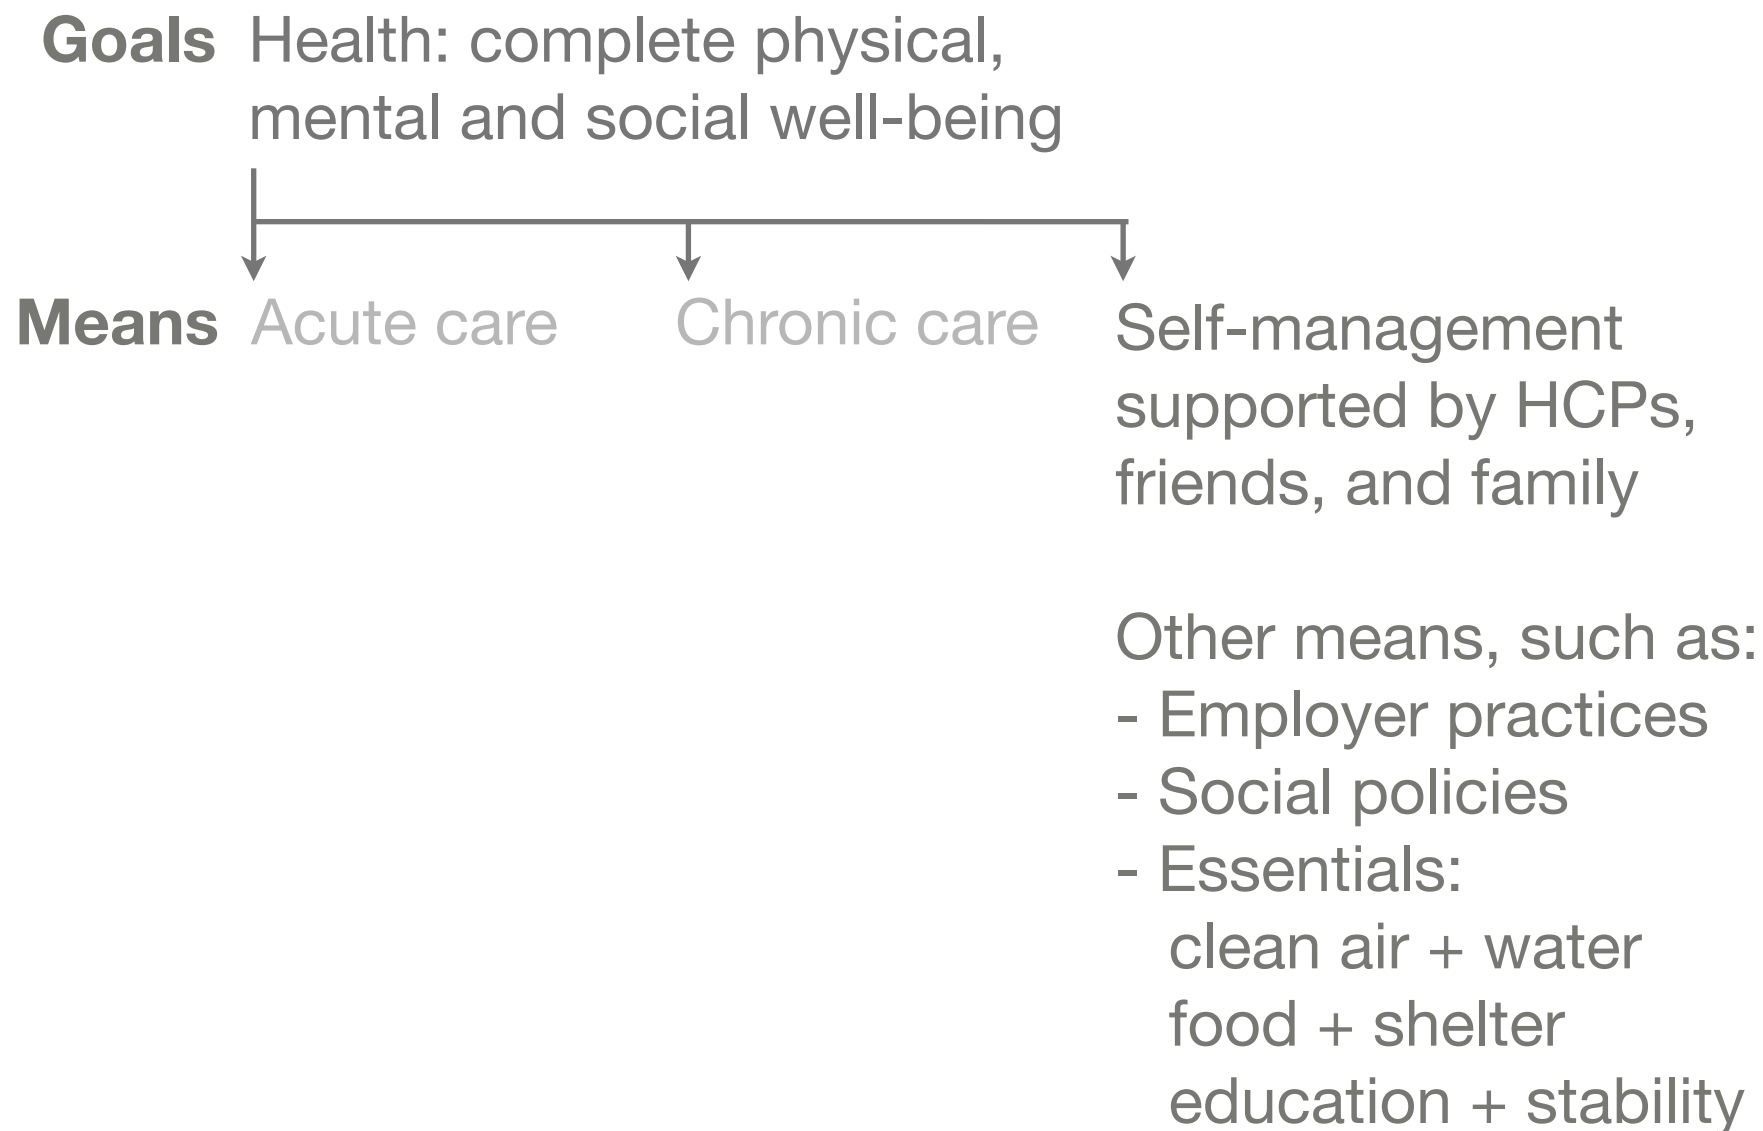 Goals Health: complete physical,
mental and social well-being
Means Acute care Chronic care Self-management
supported by HCPs,
friends, and family
Other means, such as:
- Employer practices
- Social policies
- Essentials:
clean air + water
food + shelter
education + stability